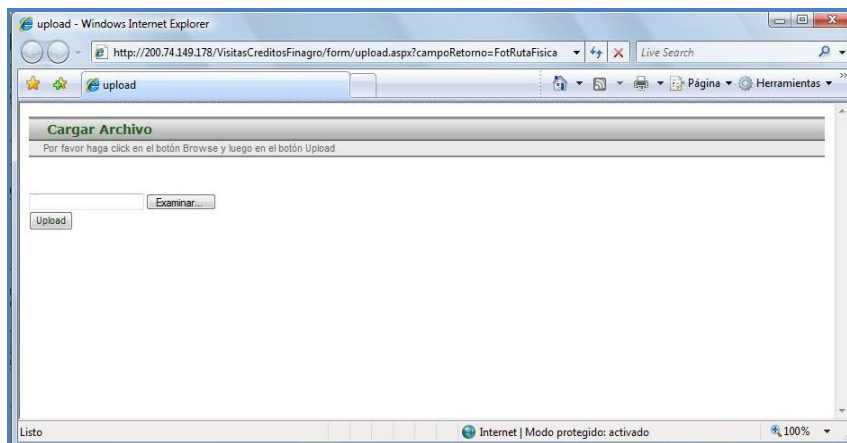 upload - Windows Internet Explorer
http://200.74.149.178/VisitasCreditosFinagro/form/upload.aspx?campoRetorno=FotRutaFisica Live Search
upload Página Herramientas »
Cargar Archivo
Por favor haga click en el botón Browse y luego en el botón Upload
Examinar...
Upload
Listo Internet | Modo protegido: activado 100%